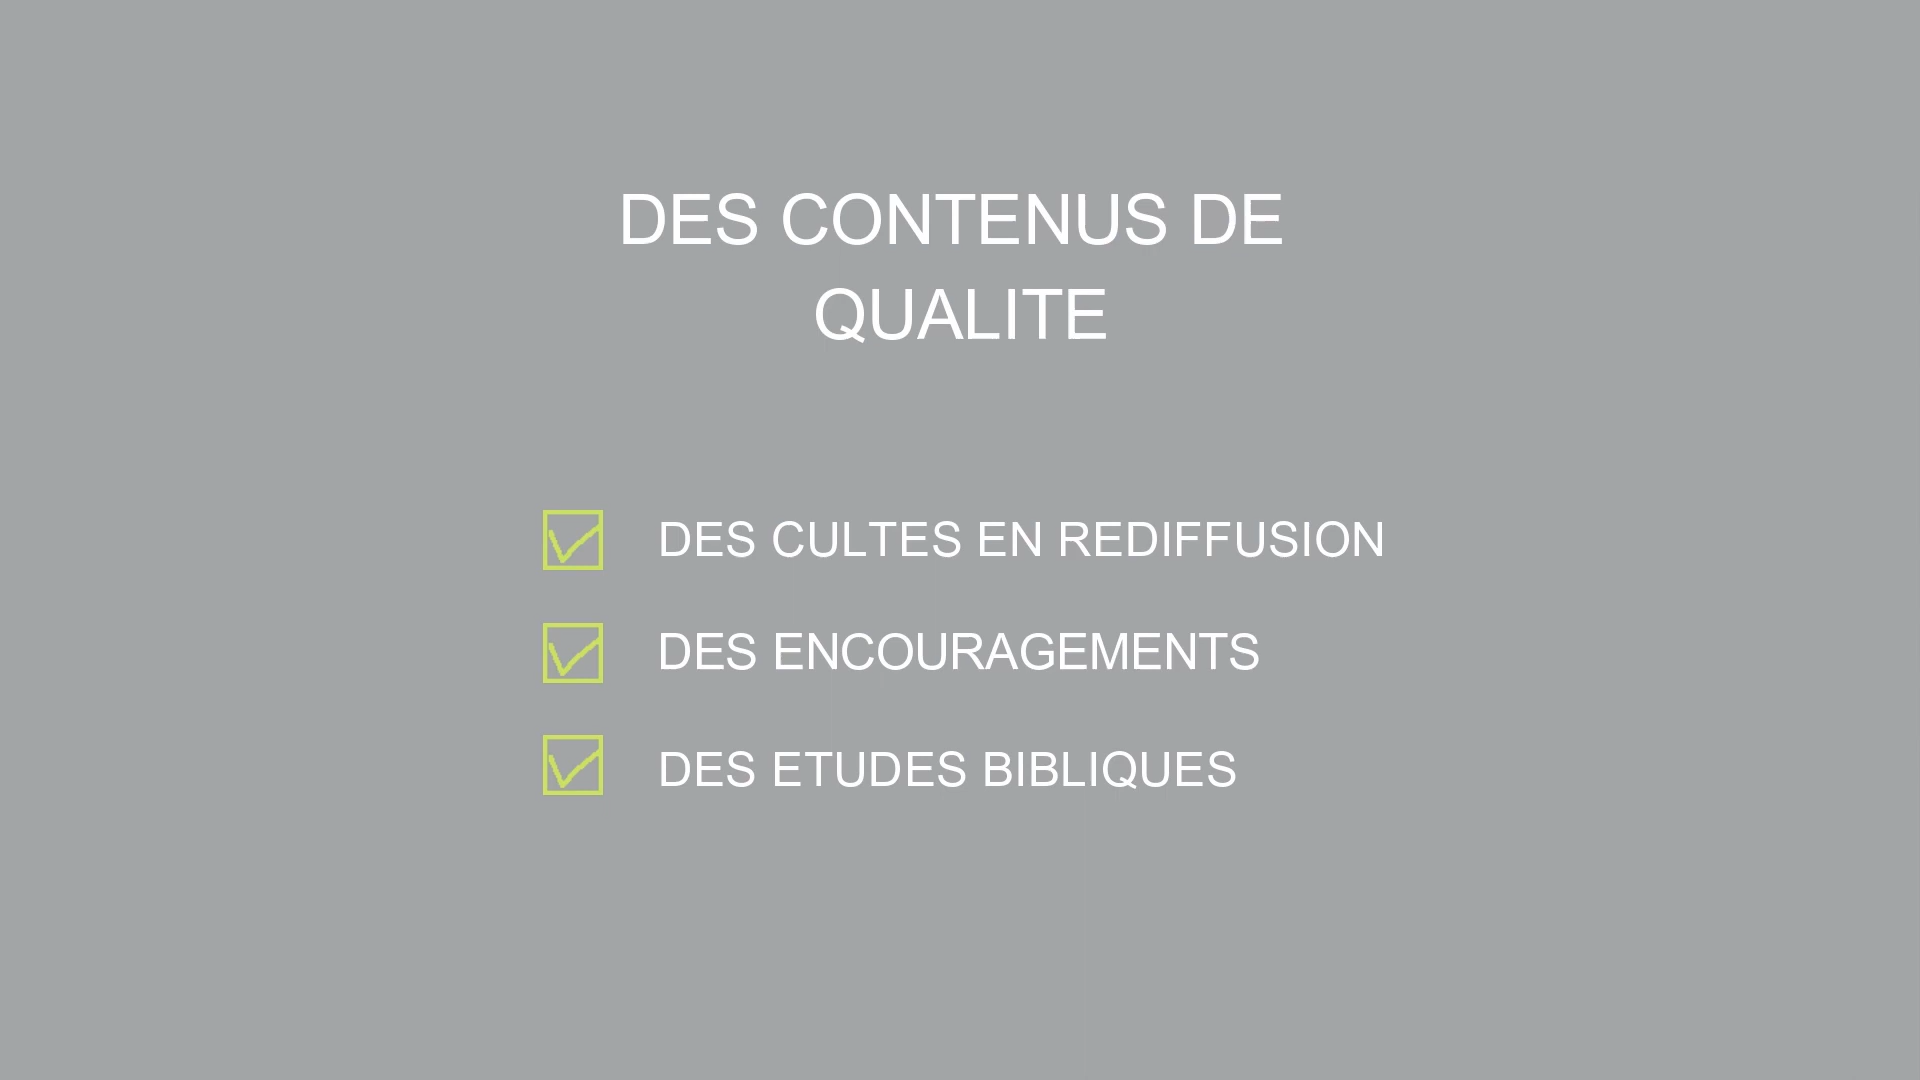 DES CONTENUS DE
QUALITE
DES CULTES EN REDIFFUSION
DES ENCOURAGEMENTS
DES ETUDES BIBLIQUES